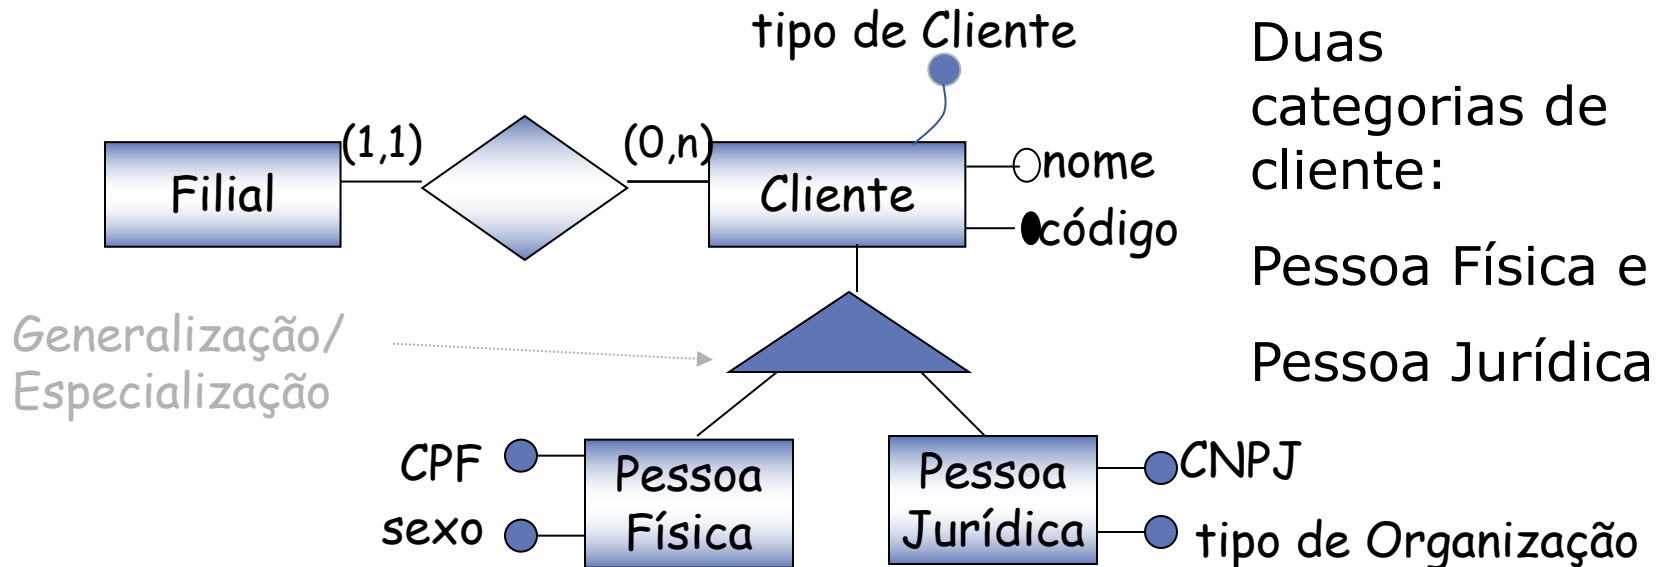 tipo de Cliente
(1,1)
(0,n)
Filial
Cliente
nome
código
Generalização/
Especialização
CPF
sexo
Pessoa
Física
Pessoa
Jurídica
CNPJ
tipo de Organização
Duas
categorias de
cliente:
Pessoa Física e
Pessoa Jurídica